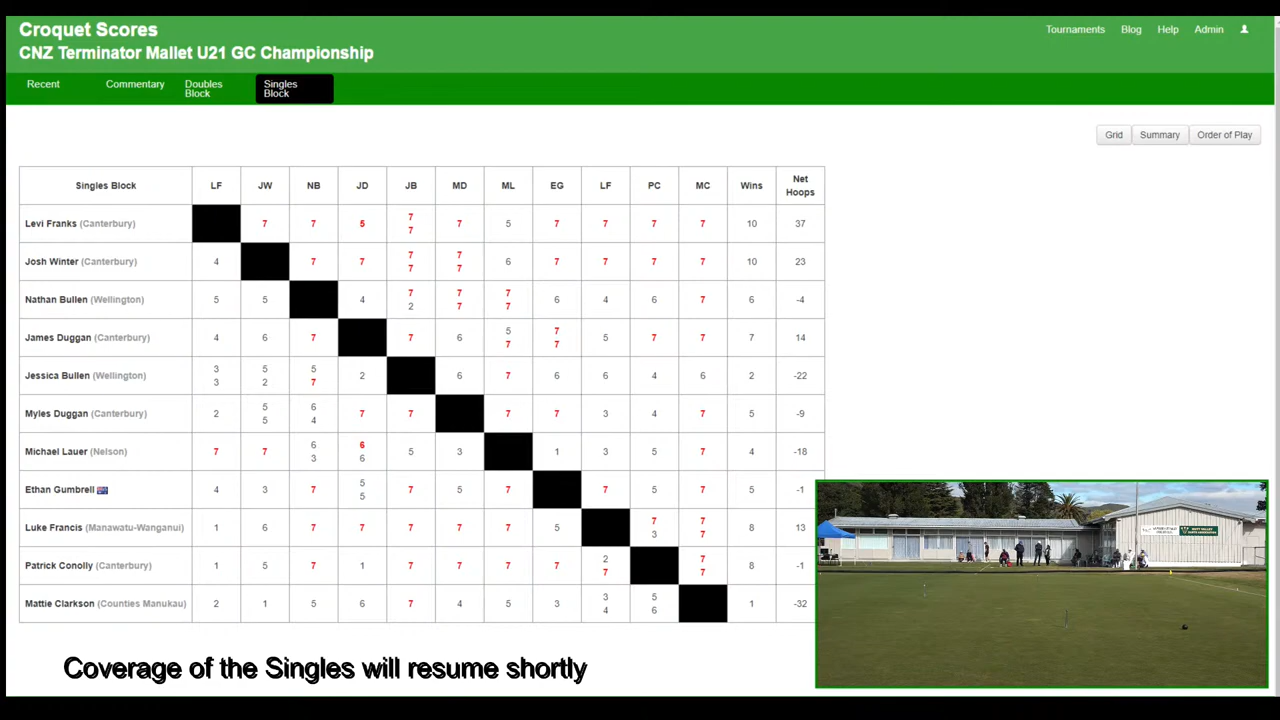 Croquet Scores
CNZ Terminator Mallet U21 GC Championship
Tournaments Blog Help Admin
Recent Commentary Doubles Block Singles Block
Grid Summary Order of Play
Singles Block LF JW NB JD JB MD ML EG LF PC MC Wins Net Hoops
Levi Franks (Canterbury) 7 7 5 7 7 7 5 7 7 7 7 10 37
Josh Winter (Canterbury) 4 7 7 7 7 7 7 6 7 7 7 7 10 23
Nathan Bullen (Wellington) 5 5 4 7 2 7 7 7 7 6 4 6 7 6 -4
James Duggan (Canterbury) 4 6 7 7 6 5 7 7 7 5 7 7 7 14
Jessica Bullen (Wellington) 3 3 5 2 5 7 2 6 7 6 6 4 6 2 -22
Myles Duggan (Canterbury) 2 5 5 6 4 7 7 7 7 3 4 7 5 -9
Michael Lauer (Nelson) 7 7 6 3 6 6 5 3 1 3 5 7 4 -18
Ethan Gumbrell 4 3 7 5 5 7 5 7 7 5 7 5 -1
Luke Francis (Manawatu-Wanganui) 1 6 7 7 7 7 7 5 7 3 7 7 8 13
Patrick Conolly (Canterbury) 1 5 7 1 7 7 7 7 2 7 7 7 8 -1
Mattie Clarkson (Counties Manukau) 2 1 5 6 7 4 5 3 3 4 5 6 1 -32
Coverage of the Singles will resume shortly